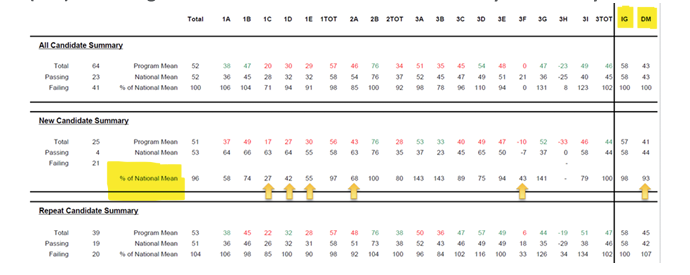 Total 1A 1B 1C 1D 1E 1TOT 2A 2B 2TOT 3A 3B 3C 3D 3E 3F 3G 3H 3I 3TOT IG DM
All Candidate Summary
Total 64 Program Mean 52 38 47 20 30 29 57 46 76 34 51 35 45 54 48 0 47 -23 49 46 58 43
Passing 23 National Mean 52 36 45 28 32 32 58 54 76 37 52 45 47 49 51 21 36 -25 40 45 58 43
Failing 41 % of National Mean 100 106 104 71 94 91 98 85 100 92 98 78 96 110 94 0 131 8 123 102 100 100
New Candidate Summary
Total 25 Program Mean 51 37 49 17 27 30 56 43 76 28 53 33 40 49 47 -10 52 -33 46 44 57 41
Passing 4 National Mean 53 64 66 63 64 55 58 63 76 35 37 23 45 65 50 -7 37 0 58 44 58 44
Failing 21 -
% of National Mean 96 58 74 27 42 55 97 68 100 80 143 143 89 75 94 43 141 - 79 100 98 93
Repeat Candidate Summary
Total 39 Program Mean 53 38 45 22 32 28 57 48 76 38 50 36 47 57 49 6 44 -19 51 47 58 45
Passing 19 National Mean 51 36 46 26 32 31 58 51 73 38 52 43 46 49 49 18 35 -29 38 46 58 42
Failing 20 % of National Mean 104 106 98 85 100 90 98 92 104 100 96 84 102 116 100 33 126 34 134 102 100 107